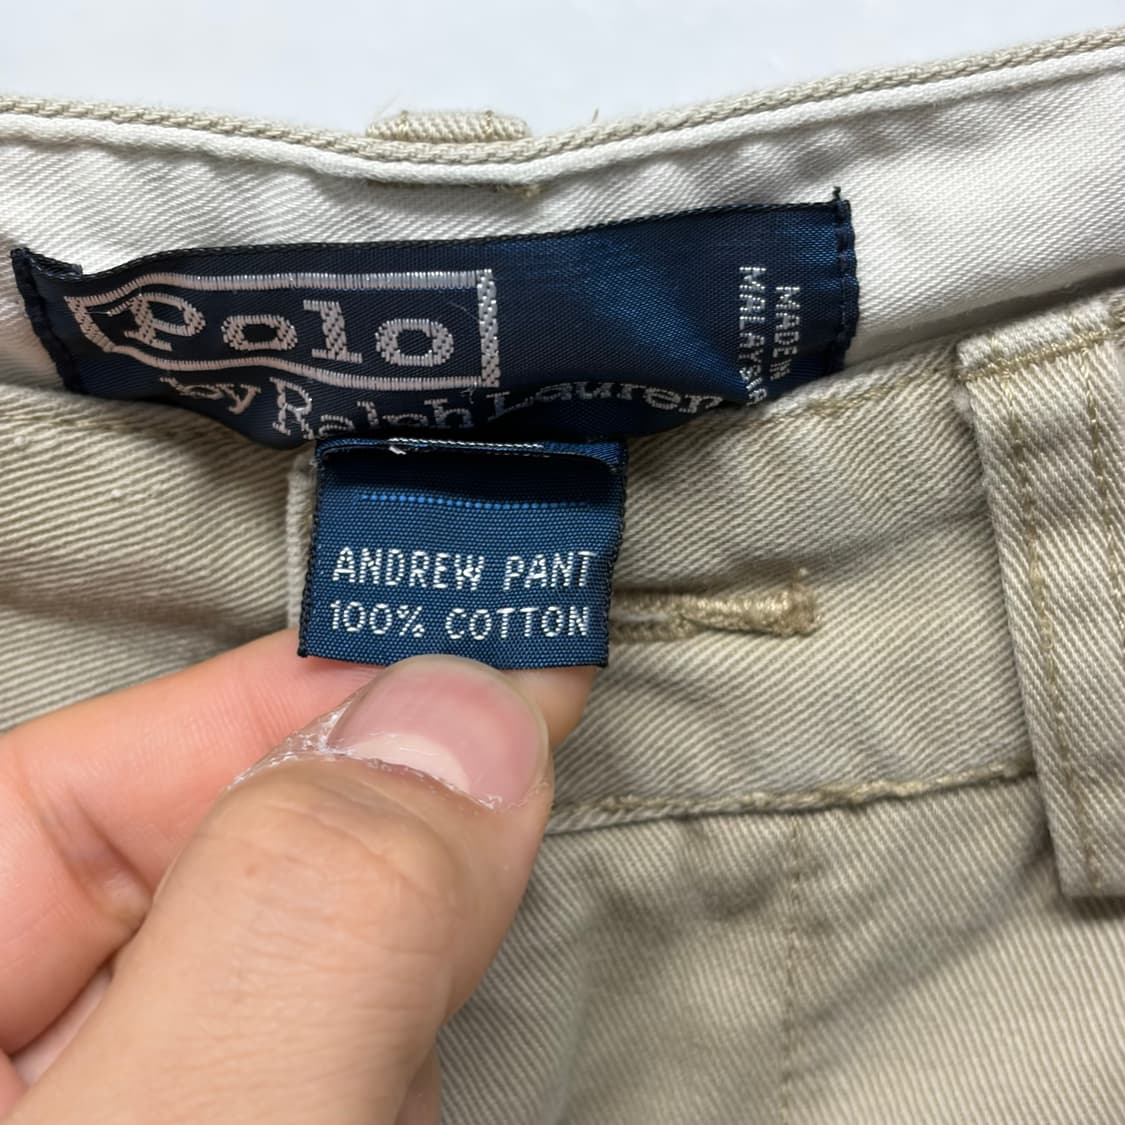 Polo
by Ralph Lauren
MADE IN
MALAYSIA
ANDREW PANT
100% COTTON